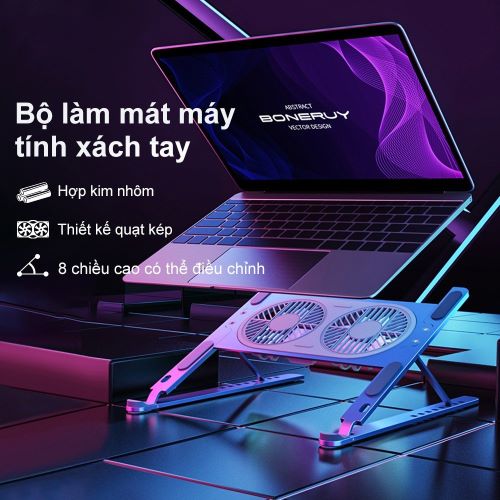 ABSTRACT
BONERUY
VECTOR DESIGN
Bộ làm mát máy
tính xách tay
Hợp kim nhôm
Thiết kế quạt kép
8 chiều cao có thể điều chỉnh